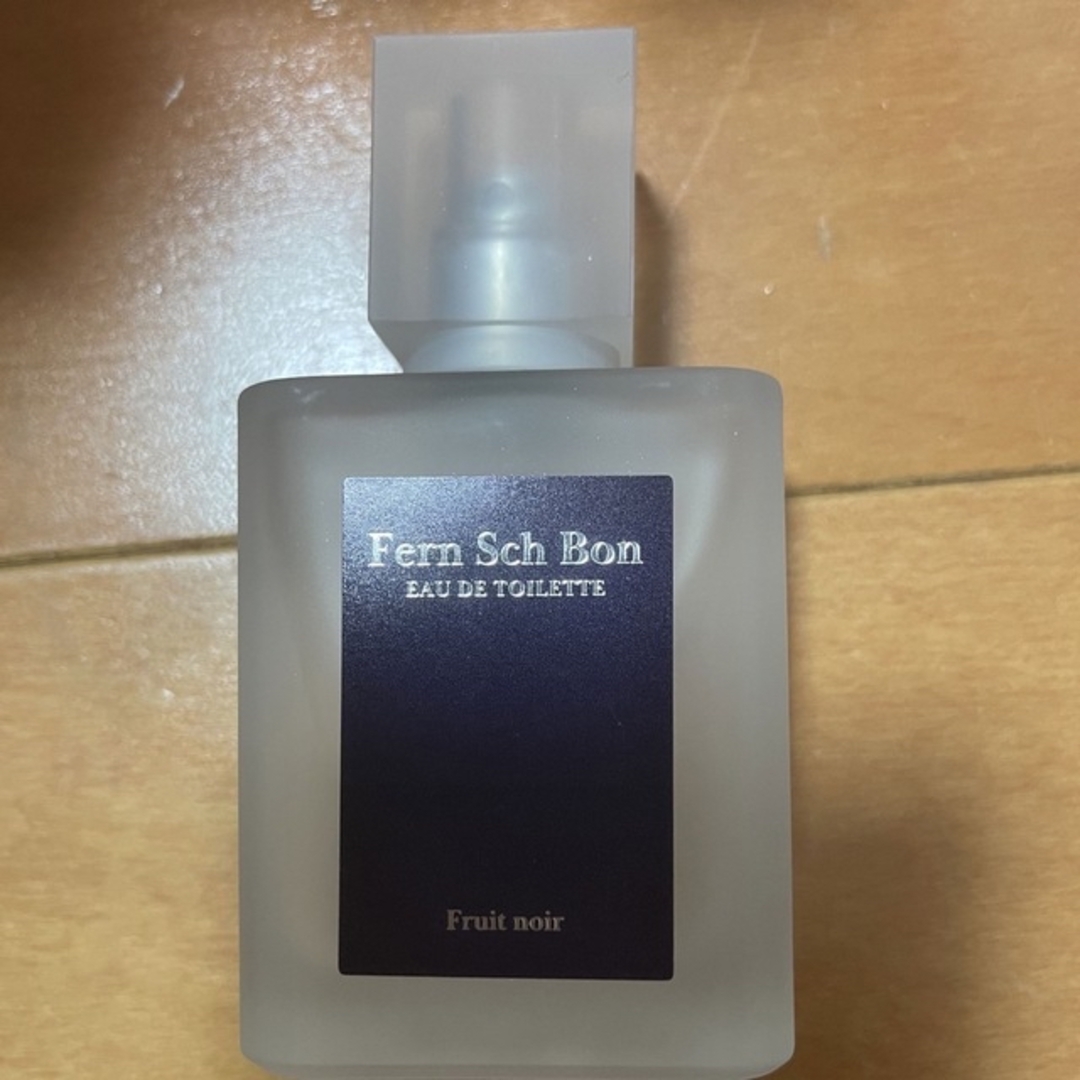 Fern Sch Bon
EAU DE TOILETTE
Fruit noir